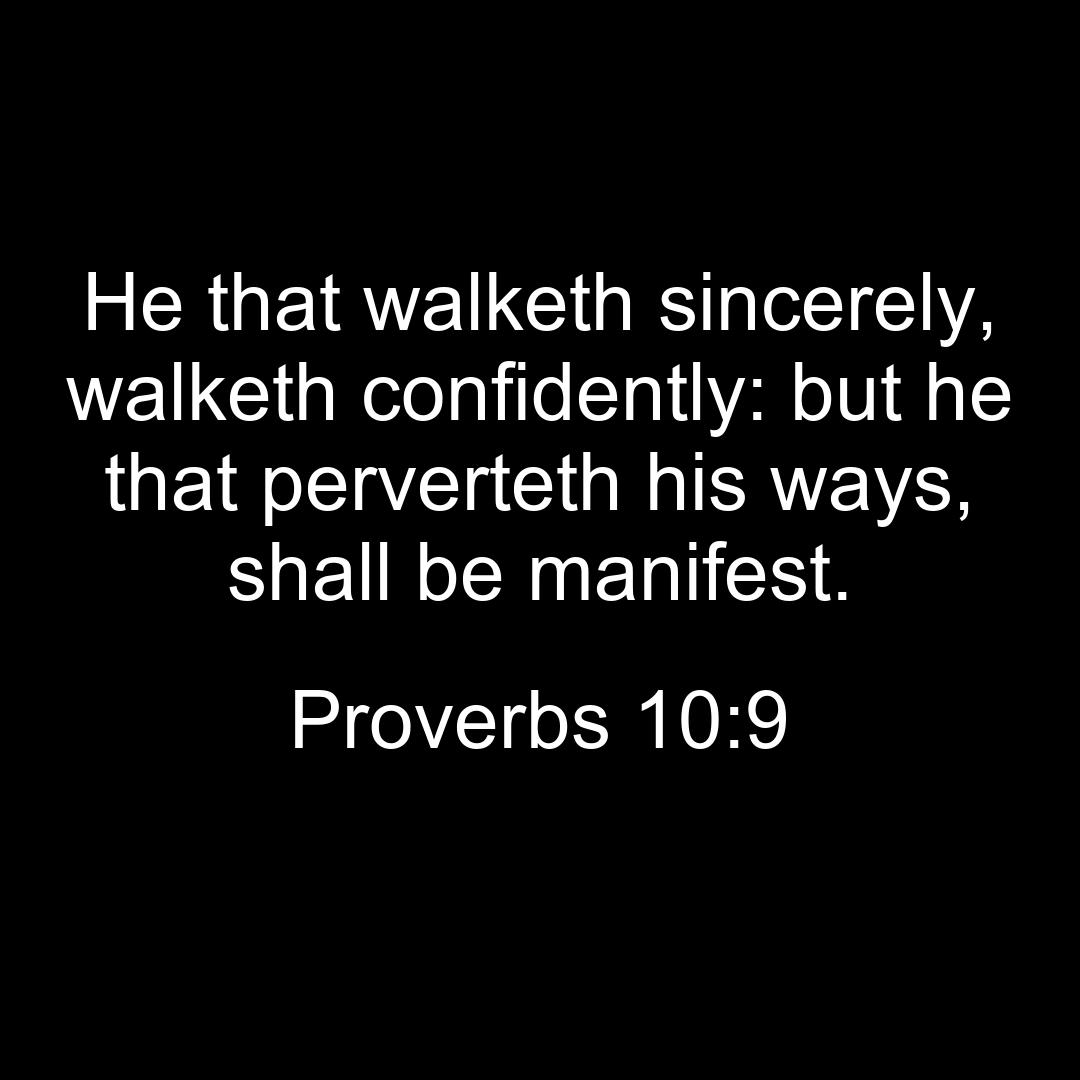 He that walketh sincerely,
walketh confidently: but he
that perverteth his ways,
shall be manifest.
Proverbs 10:9